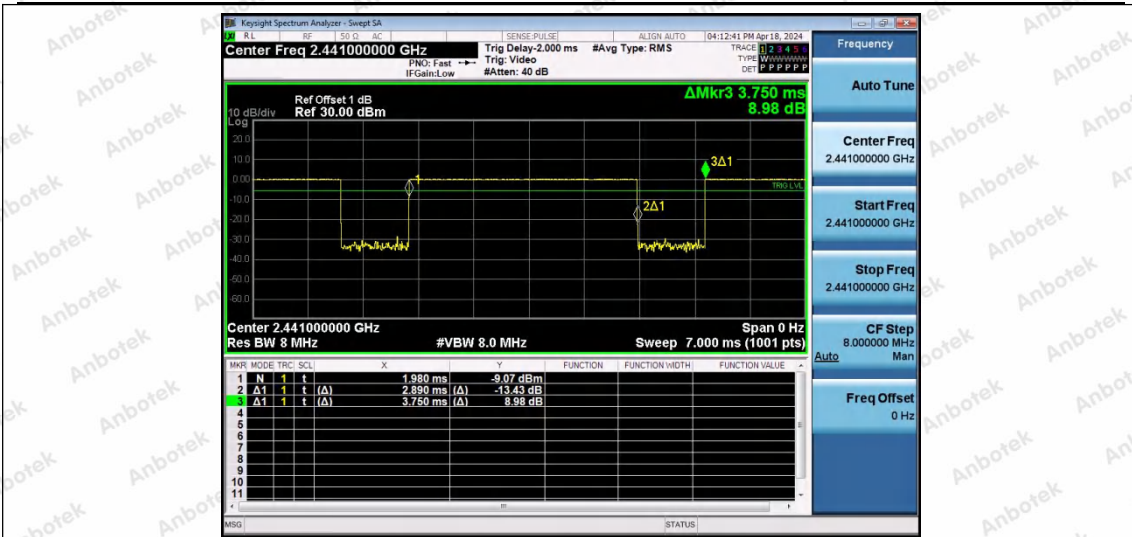 Keysight Spectrum Analyzer - Swept SA
LXI RL RF 50 Ω AC SENSE:PULSE ALIGN AUTO 04:12:41 PM Apr 18, 2024
Center Freq 2.441000000 GHz Trig Delay-2.000 ms #Avg Type: RMS TRACE 1 2 3 4 5 6
PNO: Fast Trig: Video TYPE WWWWWW
IFGain:Low #Atten: 40 dB DET P P P P P P
Frequency
Auto Tune
Center Freq
2.441000000 GHz
Start Freq
2.441000000 GHz
Stop Freq
2.441000000 GHz
CF Step
8.000000 MHz
Auto Man
Freq Offset
0 Hz
ΔMkr3 3.750 ms
8.98 dB
Ref Offset 1 dB
10 dB/div Ref 30.00 dBm
Log
20.0
10.0
0.00
-10.0
-20.0
-30.0
-40.0
-50.0
-60.0
1
2Δ1
3Δ1
TRIG LVL
Center 2.441000000 GHz Span 0 Hz
Res BW 8 MHz #VBW 8.0 MHz Sweep 7.000 ms (1001 pts)
MKR MODE TRC SCL X Y FUNCTION FUNCTION WIDTH FUNCTION VALUE
1 N 1 t 1.980 ms -9.07 dBm
2 Δ1 1 t (Δ) 2.890 ms (Δ) -13.43 dB
3 Δ1 1 t (Δ) 3.750 ms (Δ) 8.98 dB
4
5
6
7
8
9
10
11
MSG STATUS
Anbotek